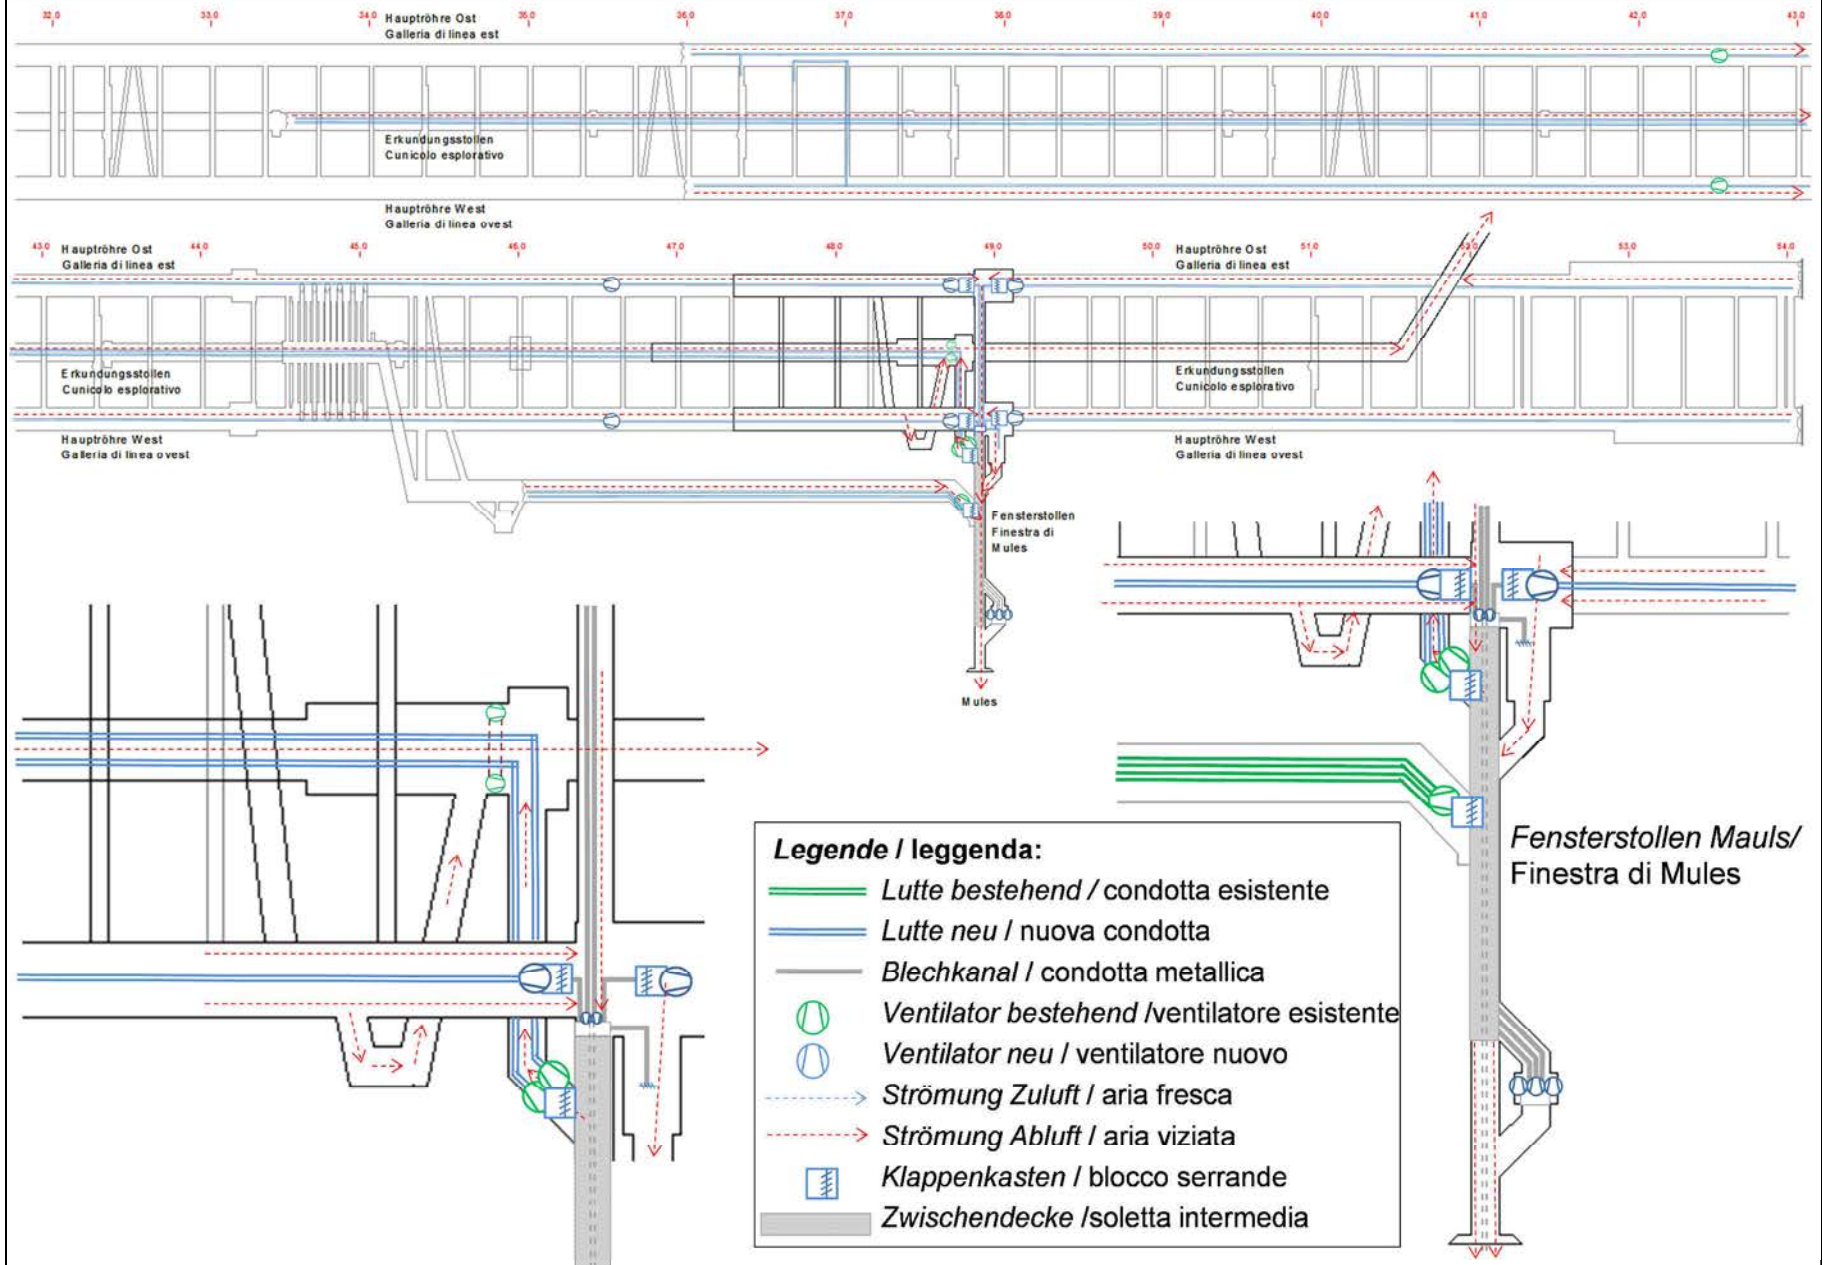 32.0 33.0 34.0 35.0 36.0 37.0 38.0 39.0 40.0 41.0 42.0 43.0
Hauptröhre Ost
Galleria di linea est
Erkundungsstollen
Cunicolo esplorativo
Hauptröhre West
Galleria di linea ovest
43.0 44.0 45.0 46.0 47.0 48.0 49.0 50.0 51.0 52.0 53.0 54.0
Hauptröhre Ost
Galleria di linea est
Hauptröhre Ost
Galleria di linea est
Erkundungsstollen
Cunicolo esplorativo
Erkundungsstollen
Cunicolo esplorativo
Hauptröhre West
Galleria di linea ovest
Hauptröhre West
Galleria di linea ovest
Fensterstollen
Finestra di
Mules
Mules
Fensterstollen Mauls/
Finestra di Mules
Legende / leggenda:
Lutte bestehend / condotta esistente
Lutte neu / nuova condotta
Blechkanal / condotta metallica
Ventilator bestehend /ventilatore esistente
Ventilator neu / ventilatore nuovo
Strömung Zuluft / aria fresca
Strömung Abluft / aria viziata
Klappenkasten / blocco serrande
Zwischendecke /soletta intermedia